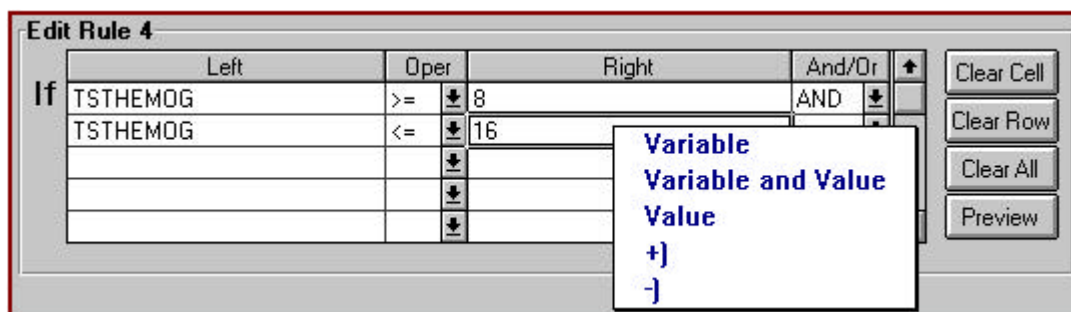 Edit Rule 4
Left Oper Right And/Or
If TSTHEMOG >= 8 AND
TSTHEMOG <= 16
Clear Cell
Clear Row
Clear All
Preview
Variable
Variable and Value
Value
+)
-)